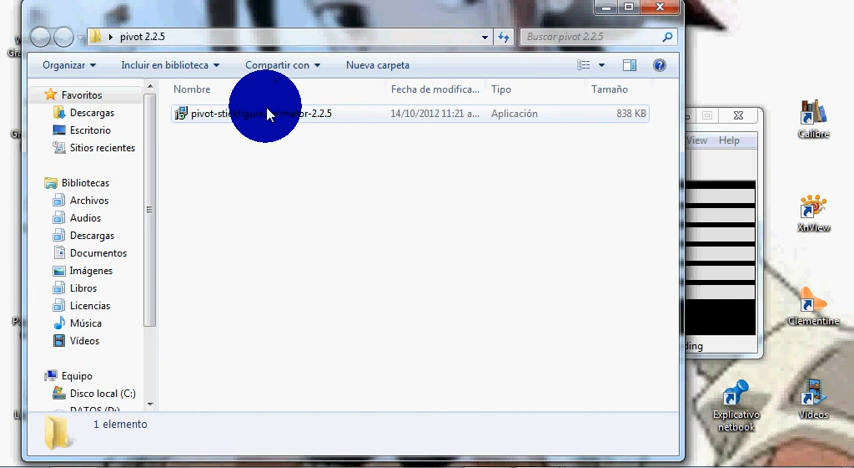 pivot 2.2.5
Buscar pivot 2.2.5
Organizar
Incluir en biblioteca
Compartir con
Nueva carpeta
Nombre
Fecha de modifica...
Tipo
Tamaño
14/10/2012 11:21 a...
Aplicación
838 KB
Favoritos
Descargas
Escritorio
Sitios recientes
Bibliotecas
Archivos
Audios
Descargas
Documentos
Imágenes
Libros
Licencias
Música
Vídeos
Equipo
Disco local (C:)
DATOS (D:)
1 elemento
View
Help
Calibre
XnView
Clementine
Explicativo
netbook
Videos